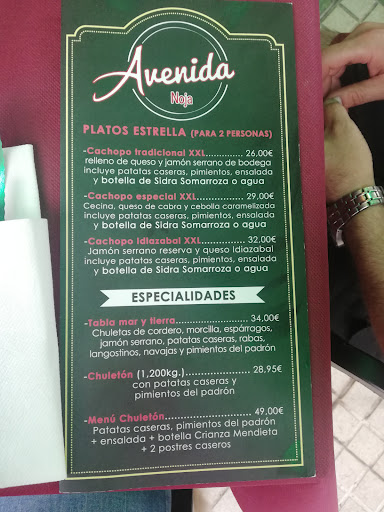 Avenida
Noja
PLATOS ESTRELLA (PARA 2 PERSONAS)
-Cachopo tradicional XXL................ 26.00€
relleno de queso y jamón serrano de bodega
incluye patatas caseras, pimientos, ensalada
y botella de Sidra Somarroza o agua
-Cachopo especial XXL.................. 29,00€
Cecina, queso de cabra y cebolla caramelizada
incluye patatas caseras, pimientos, ensalada
y botella de Sidra Somarroza o agua
-Cachopo Idiazabal XXL................. 32,00€
Jamón serrano reserva y queso Idiazabal
incluye patatas caseras, pimientos, ensalada
y botella de Sidra Somarroza o agua
ESPECIALIDADES
-Tabla mar y tierra.......................... 34,00€
Chuletas de cordero, morcilla, espárragos,
jamón serrano, patatas caseras, rabas,
langostinos, navajas y pimientos del padrón
-Chuletón (1,200kg.)...................... 28.95€
con patatas caseras y
pimientos del padrón
-Menú Chuletón............................ 49.00€
Patatas caseras, pimientos del padrón
+ ensalada + botella Crianza Mendieta
+ 2 postres caseros